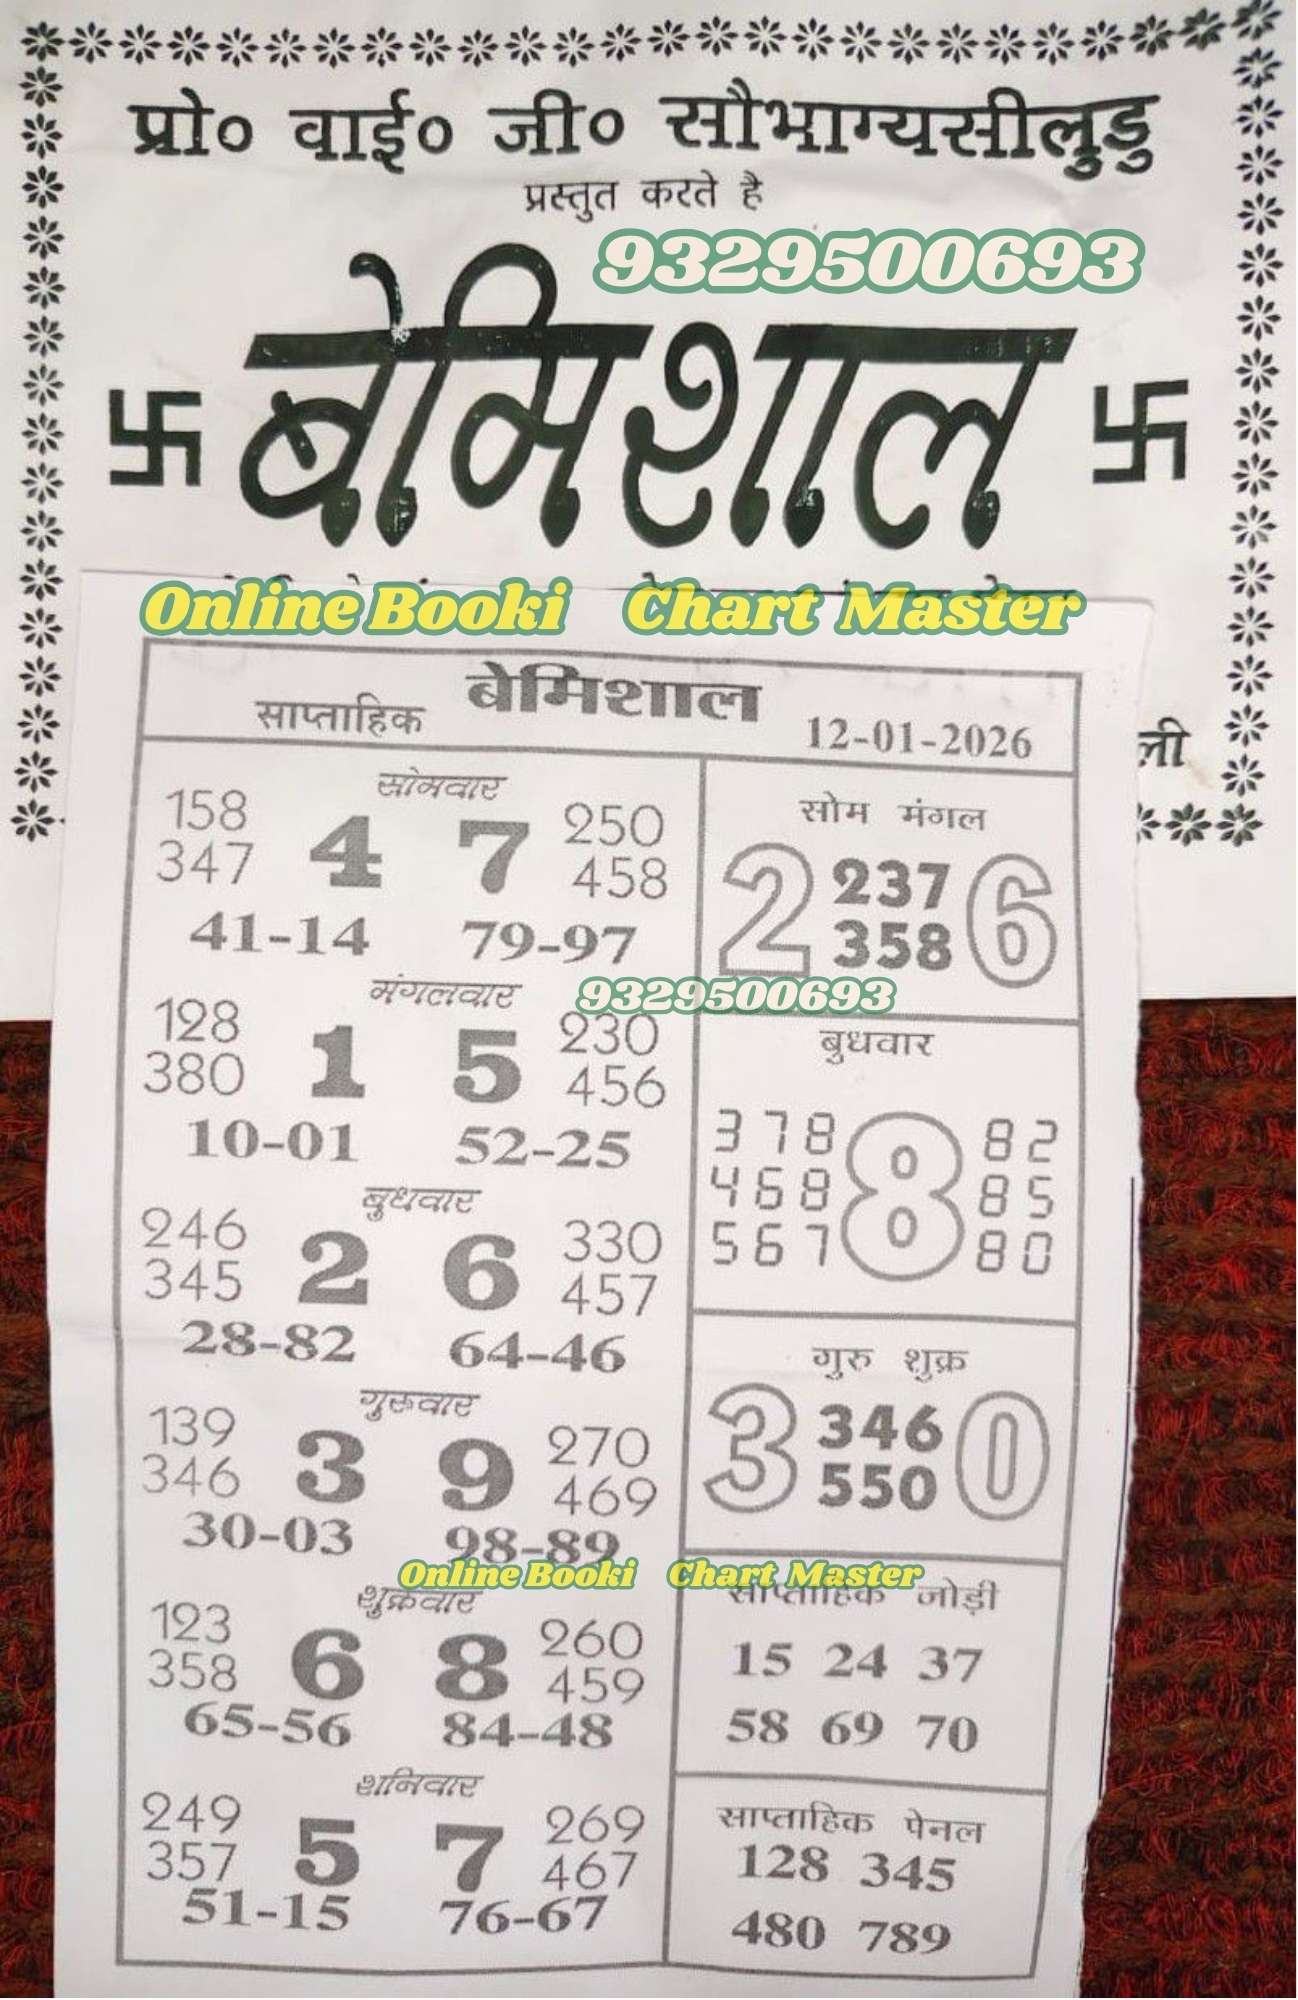 प्रो० वाई० जी० सौभाग्यसीलुडु
प्रस्तुत करते है
9329500693
बेमिशाल
Online Booki Chart Master
बेमिशाल
साप्ताहिक 12-01-2026
ली
सोमवार
158 4 7 250
347 458
41-14 79-97
मंगलवार
9329500693
128 1 5 230
380 456
10-01 52-25
बुधवार
246 2 6 330
345 457
28-82 64-46
गुरुवार
139 3 9 270
346 469
30-03 98-89
Online Booki Chart Master
शुक्रवार
123 6 8 260
358 459
65-56 84-48
शनिवार
249 5 7 269
357 467
51-15 76-67
सोम मंगल
2 237 6
358
बुधवार
378 8 82
468 85
567 80
गुरु शुक्र
3 346 0
550
साप्ताहिक जोड़ी
15 24 37
58 69 70
साप्ताहिक पेनल
128 345
480 789